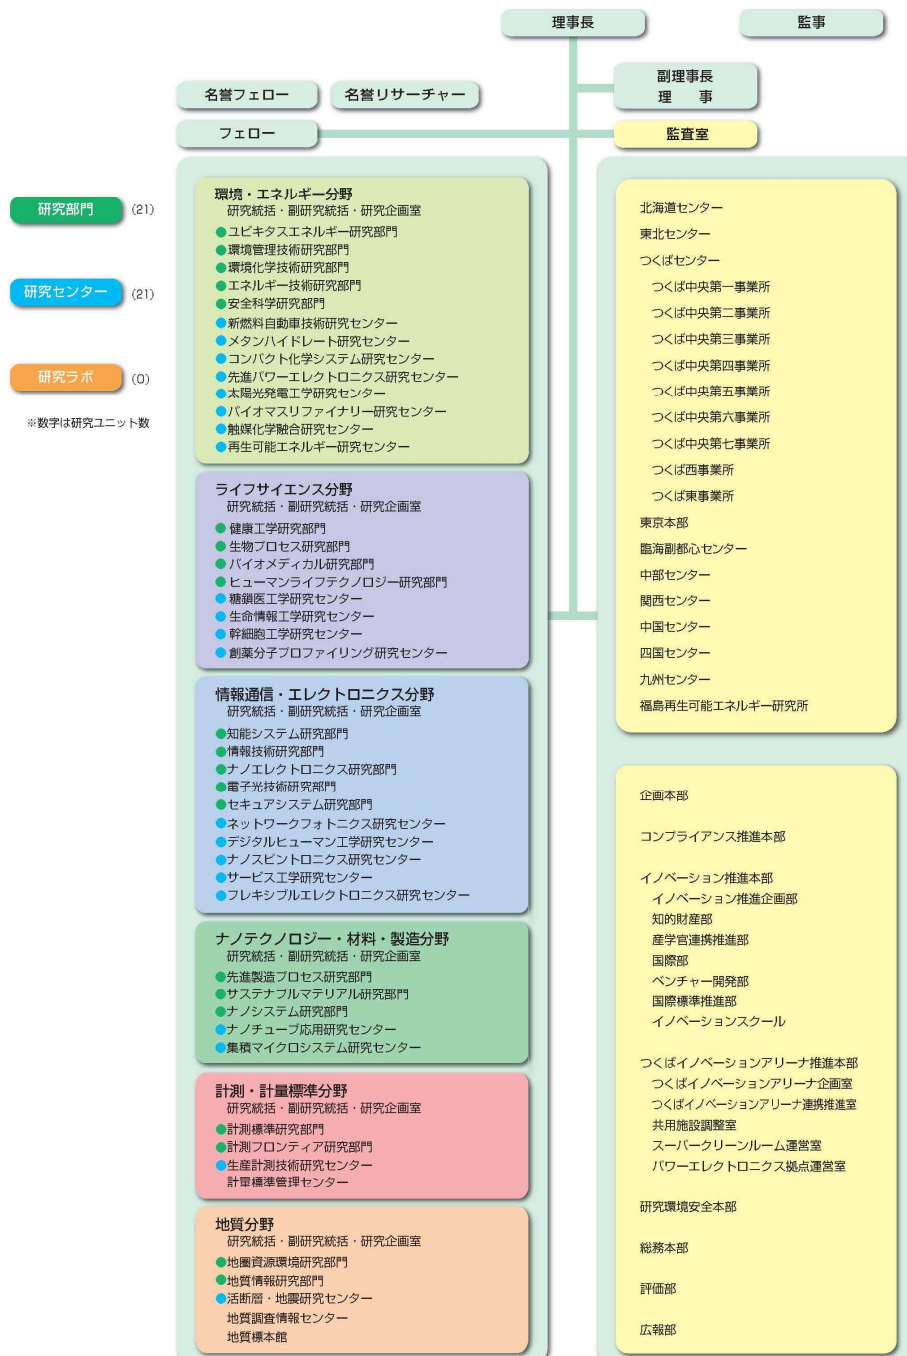 理事長
監事
副理事長
理　事
名誉フェロー
名誉リサーチャー
フェロー
監査室
研究部門 (21)
研究センター (21)
研究ラボ (0)
※数字は研究ユニット数
環境・エネルギー分野
研究統括・副研究統括・研究企画室
●ユビキタスエネルギー研究部門
●環境管理技術研究部門
●環境化学技術研究部門
●エネルギー技術研究部門
●安全科学研究部門
●新燃料自動車技術研究センター
●メタンハイドレート研究センター
●コンパクト化学システム研究センター
●先進パワーエレクトロニクス研究センター
●太陽光発電工学研究センター
●バイオマスリファイナリー研究センター
●触媒化学融合研究センター
●再生可能エネルギー研究センター
ライフサイエンス分野
研究統括・副研究統括・研究企画室
●健康工学研究部門
●生物プロセス研究部門
●バイオメディカル研究部門
●ヒューマンライフテクノロジー研究部門
●糖鎖医工学研究センター
●生命情報工学研究センター
●幹細胞工学研究センター
●創薬分子プロファイリング研究センター
情報通信・エレクトロニクス分野
研究統括・副研究統括・研究企画室
●知能システム研究部門
●情報技術研究部門
●ナノエレクトロニクス研究部門
●電子光技術研究部門
●セキュアシステム研究部門
●ネットワークフォトニクス研究センター
●デジタルヒューマン工学研究センター
●ナノスピントロニクス研究センター
●サービス工学研究センター
●フレキシブルエレクトロニクス研究センター
ナノテクノロジー・材料・製造分野
研究統括・副研究統括・研究企画室
●先進製造プロセス研究部門
●サステナブルマテリアル研究部門
●ナノシステム研究部門
●ナノチューブ応用研究センター
●集積マイクロシステム研究センター
計測・計量標準分野
研究統括・副研究統括・研究企画室
●計測標準研究部門
●計測フロンティア研究部門
●生産計測技術研究センター
計量標準管理センター
地質分野
研究統括・副研究統括・研究企画室
●地圏資源環境研究部門
●地質情報研究部門
●活断層・地震研究センター
地質調査情報センター
地質標本館
北海道センター
東北センター
つくばセンター
つくば中央第一事業所
つくば中央第二事業所
つくば中央第三事業所
つくば中央第四事業所
つくば中央第五事業所
つくば中央第六事業所
つくば中央第七事業所
つくば西事業所
つくば東事業所
東京本部
臨海副都心センター
中部センター
関西センター
中国センター
四国センター
九州センター
福島再生可能エネルギー研究所
企画本部
コンプライアンス推進本部
イノベーション推進本部
イノベーション推進企画部
知的財産部
産学官連携推進部
国際部
ベンチャー開発部
国際標準推進部
イノベーションスクール
つくばイノベーションアリーナ推進本部
つくばイノベーションアリーナ企画室
つくばイノベーションアリーナ連携推進室
共用施設調整室
スーパークリーンルーム運営室
パワーエレクトロニクス拠点運営室
研究環境安全本部
総務本部
評価部
広報部